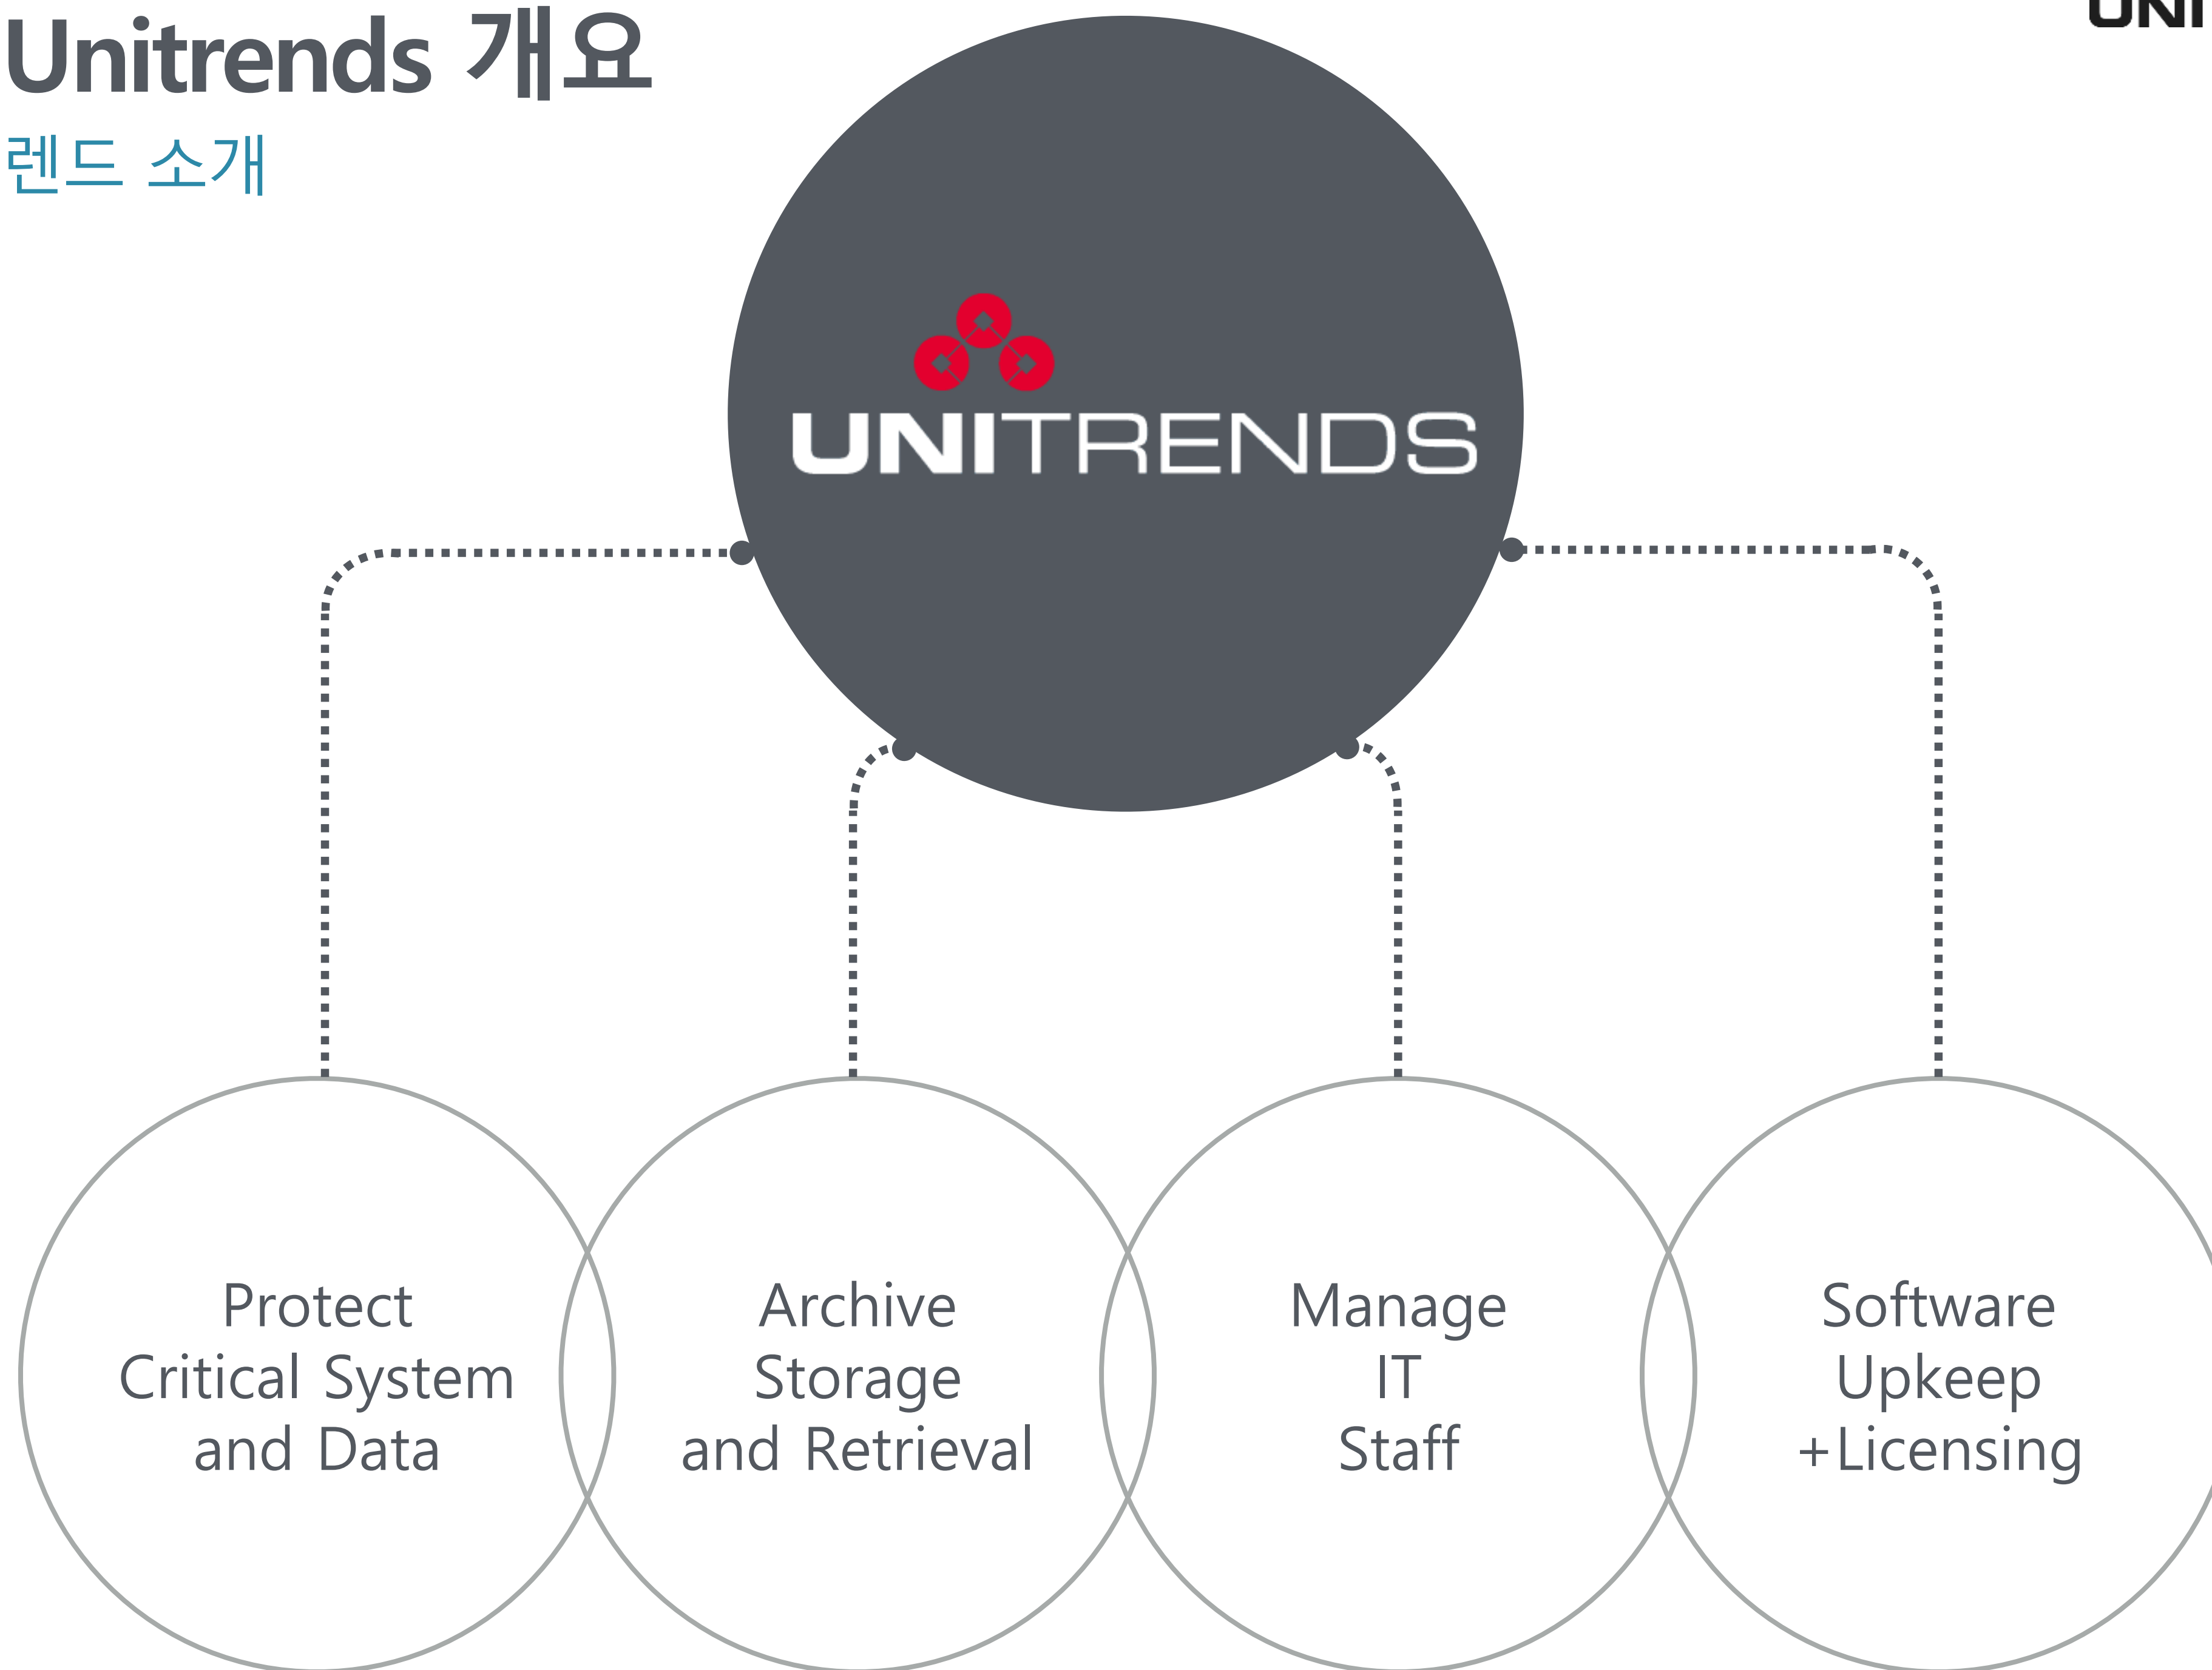 Unitrends 개요
렌드 소개
UNI
UNITRENDS
Protect
Critical System
and Data
Archive
Storage
and Retrieval
Manage
IT
Staff
Software
Upkeep
+Licensing